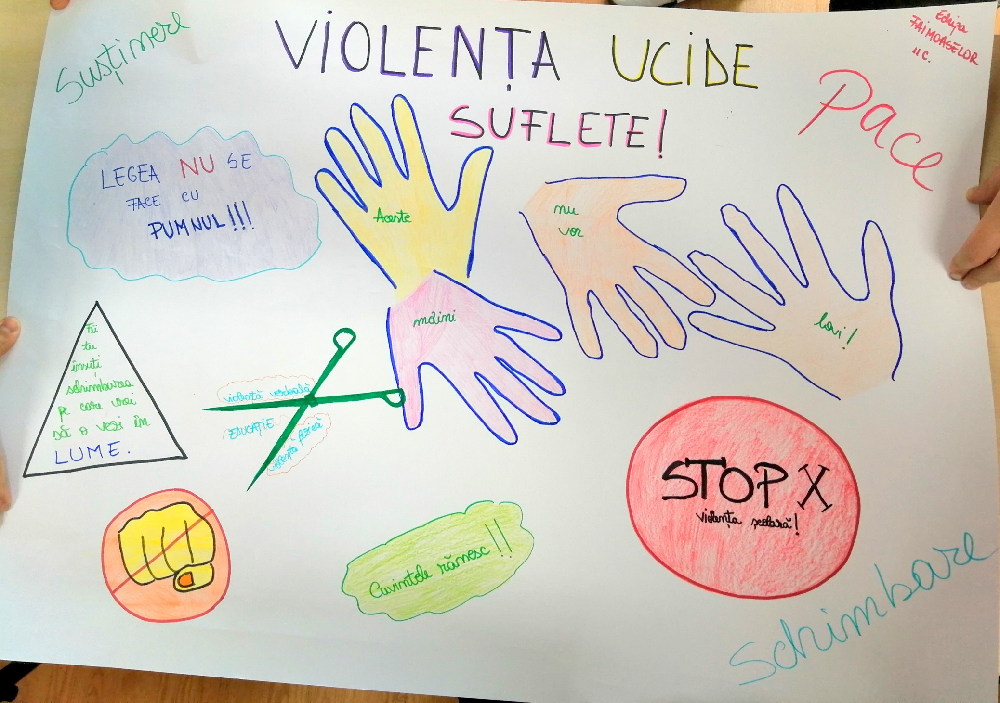 Susținere
VIOLENȚA UCIDE
SUFLETE!
Echipa
FAIMOASELOR
11 C.
Pace
LEGEA NU SE
FACE CU
PUMNUL!!!
Aceste
mâini
nu
vor
lovi!
Fii
tu
însuți
schimbarea
pe care vrei
să o vezi în
LUME.
violență verbală
EDUCAȚIE
violență fizică
STOP X
violența școlară!
Cuvintele rămesc!!
Schimbare